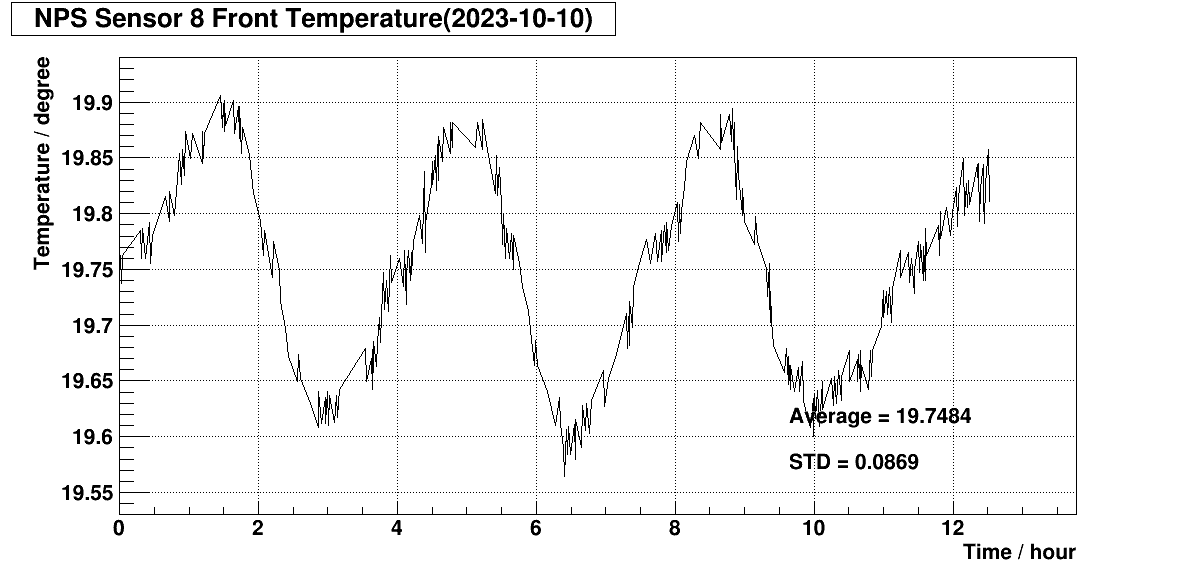 NPS Sensor 8 Front Temperature(2023-10-10)
Temperature / degree
19.9
19.85
19.8
19.75
19.7
19.65
19.6
19.55
Average = 19.7484
STD = 0.0869
0 2 4 6 8 10 12
Time / hour